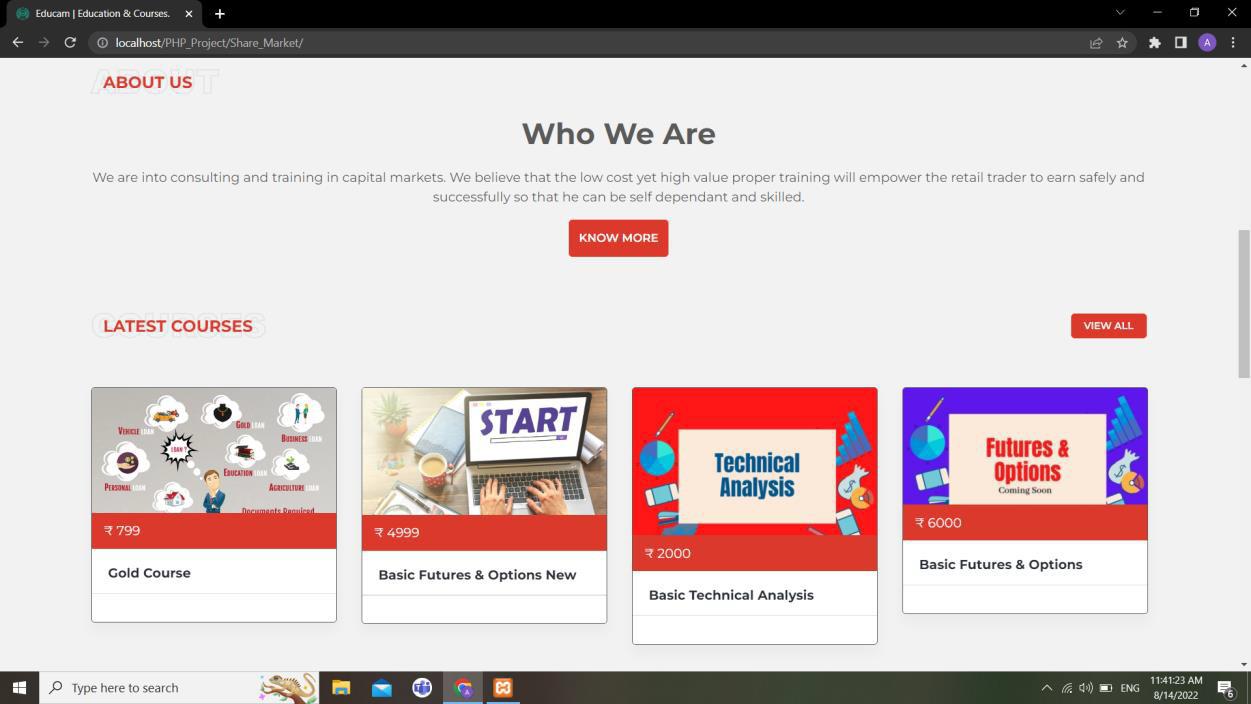 Educam | Education & Courses.
localhost/PHP_Project/Share_Market/
A
ABOUT
ABOUT US
Who We Are
We are into consulting and training in capital markets. We believe that the low cost yet high value proper training will empower the retail trader to earn safely and
successfully so that he can be self dependant and skilled.
KNOW MORE
COURSES
LATEST COURSES
VIEW ALL
VEHICLE LOAN
GOLD LOAN
BUSINESS LOAN
LOAN ?
PERSONAL LOAN
EDUCATION LOAN
AGRICULTURE LOAN
Documents Required
₹ 799
Gold Course
START
₹ 4999
Basic Futures & Options New
Technical
Analysis
₹ 2000
Basic Technical Analysis
Futures &
Options
Coming Soon
₹ 6000
Basic Futures & Options
Type here to search
ENG
11:41:23 AM
8/14/2022
6